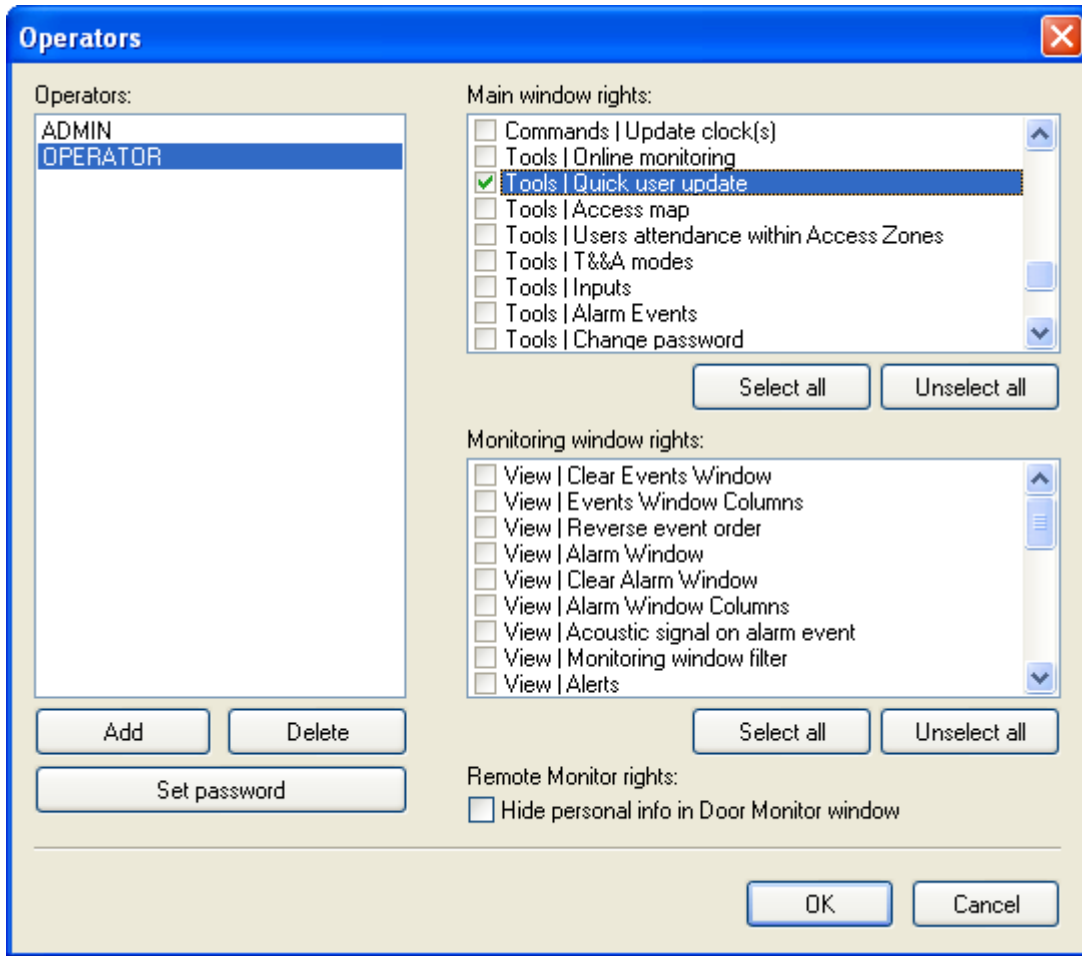 Operators
Operators:
ADMIN
OPERATOR
Add
Delete
Set password
Main window rights:
Commands | Update clock(s)
Tools | Online monitoring
Tools | Quick user update
Tools | Access map
Tools | Users attendance within Access Zones
Tools | T&&A modes
Tools | Inputs
Tools | Alarm Events
Tools | Change password
Select all
Unselect all
Monitoring window rights:
View | Clear Events Window
View | Events Window Columns
View | Reverse event order
View | Alarm Window
View | Clear Alarm Window
View | Alarm Window Columns
View | Acoustic signal on alarm event
View | Monitoring window filter
View | Alerts
Select all
Unselect all
Remote Monitor rights:
Hide personal info in Door Monitor window
OK
Cancel